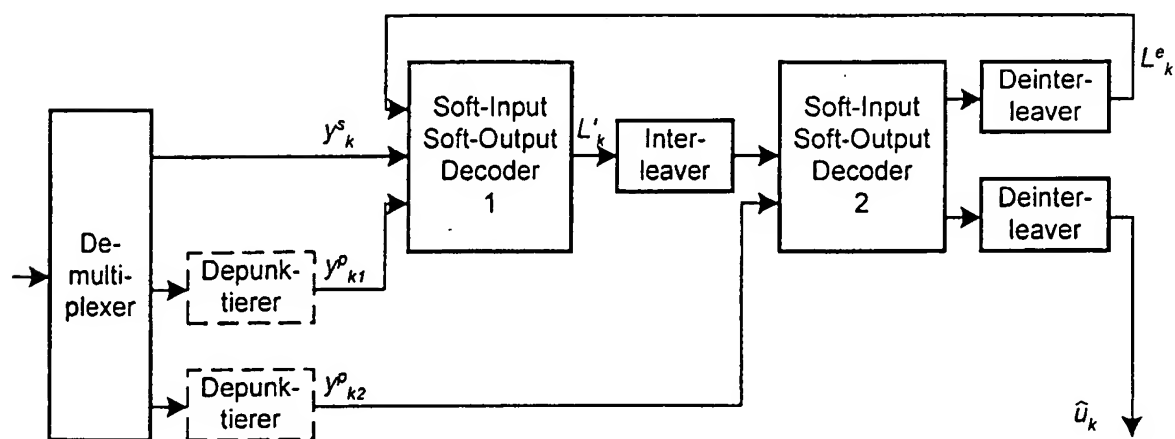 De-
multi-
plexer
y^s_k
Depunk-
tierer
y^p_k1
Depunk-
tierer
y^p_k2
Soft-Input
Soft-Output
Decoder
1
L'_k
Inter-
leaver
Soft-Input
Soft-Output
Decoder
2
Deinter-
leaver
L^e_k
Deinter-
leaver
û_k